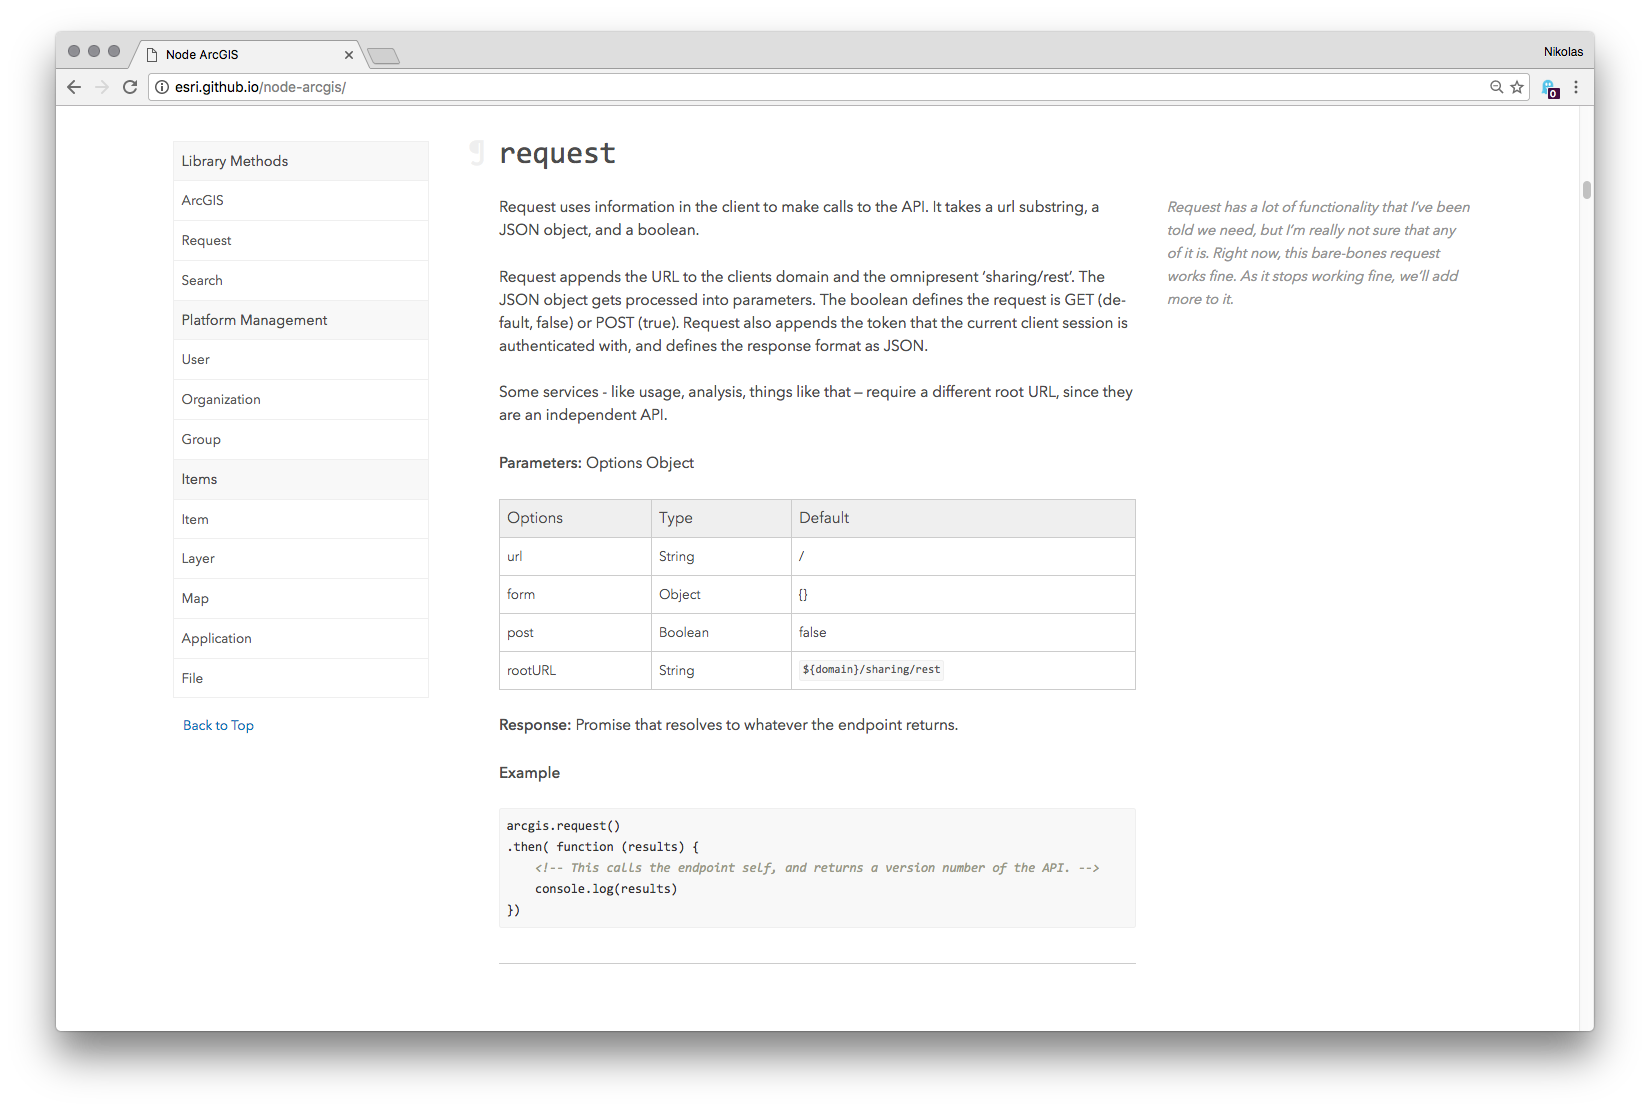 Node ArcGIS
Nikolas
esri.github.io/node-arcgis/
0
Library Methods
ArcGIS
Request
Search
Platform Management
User
Organization
Group
Items
Item
Layer
Map
Application
File
Back to Top
¶ request
Request uses information in the client to make calls to the API. It takes a url substring, a
JSON object, and a boolean.
Request appends the URL to the clients domain and the omnipresent ‘sharing/rest’. The
JSON object gets processed into parameters. The boolean defines the request is GET (de-
fault, false) or POST (true). Request also appends the token that the current client session is
authenticated with, and defines the response format as JSON.
Some services - like usage, analysis, things like that – require a different root URL, since they
are an independent API.
Parameters: Options Object
Options Type Default
url String /
form Object {}
post Boolean false
rootURL String ${domain}/sharing/rest
Response: Promise that resolves to whatever the endpoint returns.
Example
arcgis.request()
.then( function (results) {
    <!-- This calls the endpoint self, and returns a version number of the API. -->
    console.log(results)
})
Request has a lot of functionality that I’ve been
told we need, but I’m really not sure that any
of it is. Right now, this bare-bones request
works fine. As it stops working fine, we’ll add
more to it.